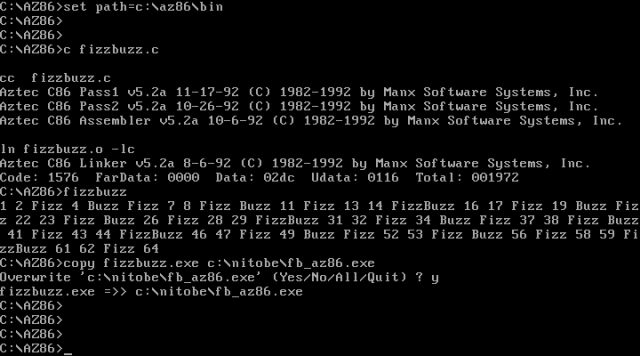 C:\AZ86>set path=c:\az86\bin
C:\AZ86>
C:\AZ86>
C:\AZ86>c fizzbuzz.c
cc  fizzbuzz.c
Aztec C86 Pass1 v5.2a 11-17-92 (C) 1982-1992 by Manx Software Systems, Inc.
Aztec C86 Pass2 v5.2a 10-26-92 (C) 1982-1992 by Manx Software Systems, Inc.
Aztec C86 Assembler v5.2a 10-6-92 (C) 1982-1992 by Manx Software Systems, Inc.
ln fizzbuzz.o -lc
Aztec C86 Linker v5.2a 8-6-92 (C) 1982-1992 by Manx Software Systems, Inc.
Code: 1576  FarData: 0000  Data: 02dc  Udata: 0116  Total: 001972
C:\AZ86>fizzbuzz
1 2 Fizz 4 Buzz Fizz 7 8 Fizz Buzz 11 Fizz 13 14 FizzBuzz 16 17 Fizz 19 Buzz Fiz
z 22 23 Fizz Buzz 26 Fizz 28 29 FizzBuzz 31 32 Fizz 34 Buzz Fizz 37 38 Fizz Buzz
 41 Fizz 43 44 FizzBuzz 46 47 Fizz 49 Buzz Fizz 52 53 Fizz Buzz 56 Fizz 58 59 Fi
zzBuzz 61 62 Fizz 64
C:\AZ86>copy fizzbuzz.exe c:\nitobe\fb_az86.exe
Overwrite 'c:\nitobe\fb_az86.exe' (Yes/No/All/Quit) ? y
fizzbuzz.exe =>> c:\nitobe\fb_az86.exe
C:\AZ86>
C:\AZ86>
C:\AZ86>
C:\AZ86>_